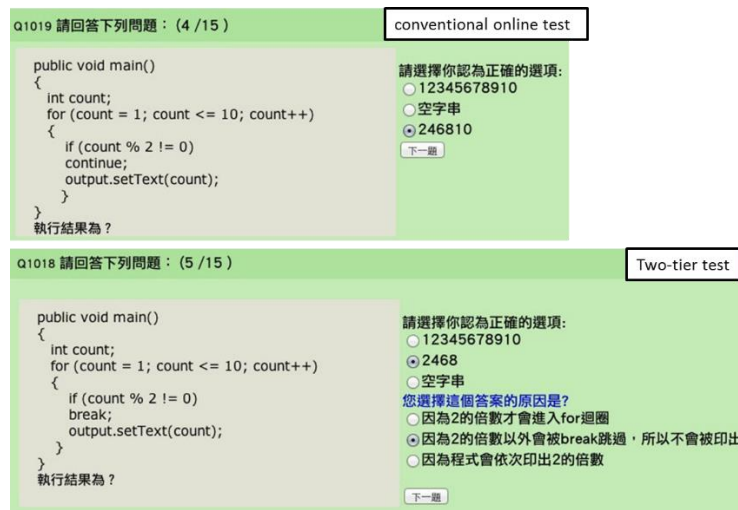 Q1019 請回答下列問題：（4 /15 ）
conventional online test
public void main()
{
int count;
for (count = 1; count <= 10; count++)
{
if (count % 2 != 0)
continue;
output.setText(count);
}
}
執行結果為？
請選擇你認為正確的選項:
12345678910
空字串
246810
下一題
Q1018 請回答下列問題：（5 /15 ）
Two-tier test
public void main()
{
int count;
for (count = 1; count <= 10; count++)
{
if (count % 2 != 0)
break;
output.setText(count);
}
}
執行結果為？
請選擇你認為正確的選項:
12345678910
2468
空字串
您選擇這個答案的原因是?
因為2的倍數才會進入for迴圈
因為2的倍數以外會被break跳過，所以不會被印出
因為程式會依次印出2的倍數
下一題